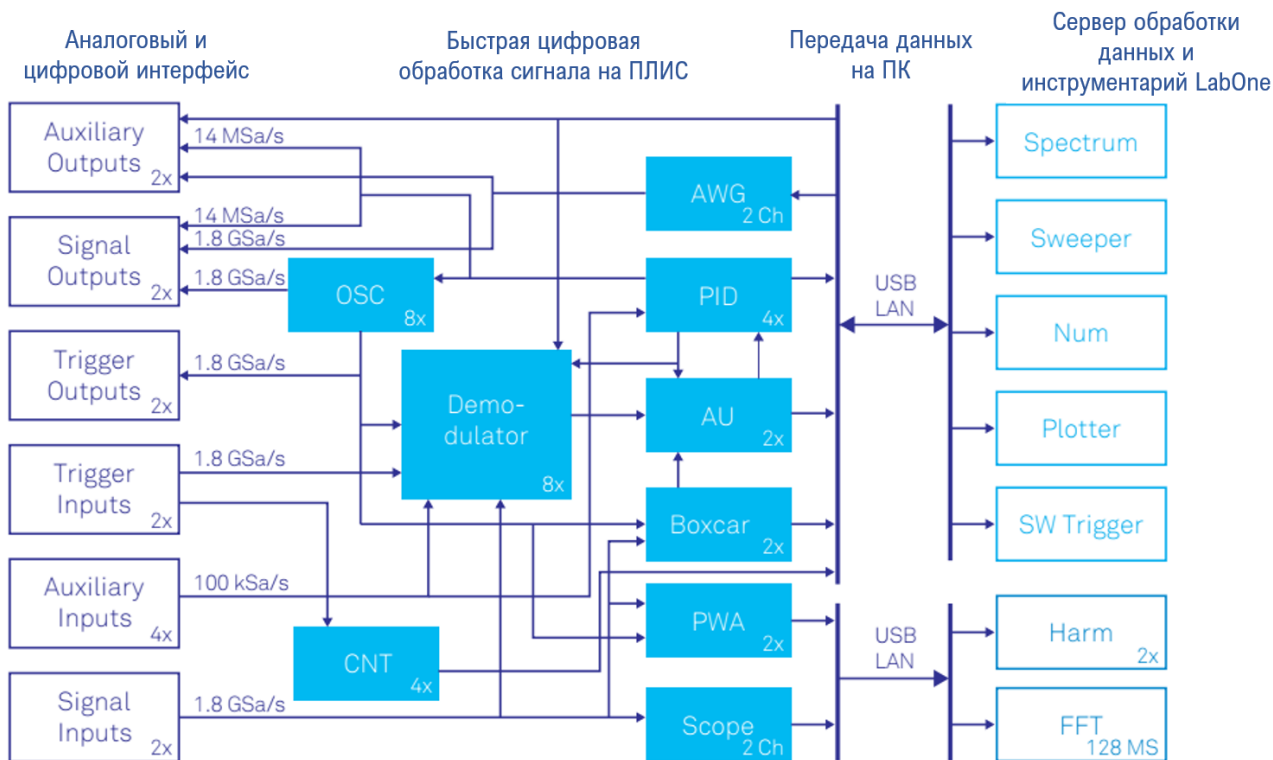 Аналоговый и
цифровой интерфейс
Быстрая цифровая
обработка сигнала на ПЛИС
Передача данных
на ПК
Сервер обработки
данных и
инструментарий LabOne
Auxiliary
Outputs
2x
14 MSa/s
Signal
Outputs
2x
14 MSa/s
1.8 GSa/s
1.8 GSa/s
Trigger
Outputs
2x
1.8 GSa/s
Trigger
Inputs
2x
1.8 GSa/s
Auxiliary
Inputs
4x
100 kSa/s
Signal
Inputs
2x
1.8 GSa/s
OSC
8x
Demo-
dulator
8x
CNT
4x
AWG
2 Ch
PID
4x
AU
2x
Boxcar
2x
PWA
2x
Scope
2 Ch
USB
LAN
USB
LAN
Spectrum
Sweeper
Num
Plotter
SW Trigger
Harm
2x
FFT
128 MS